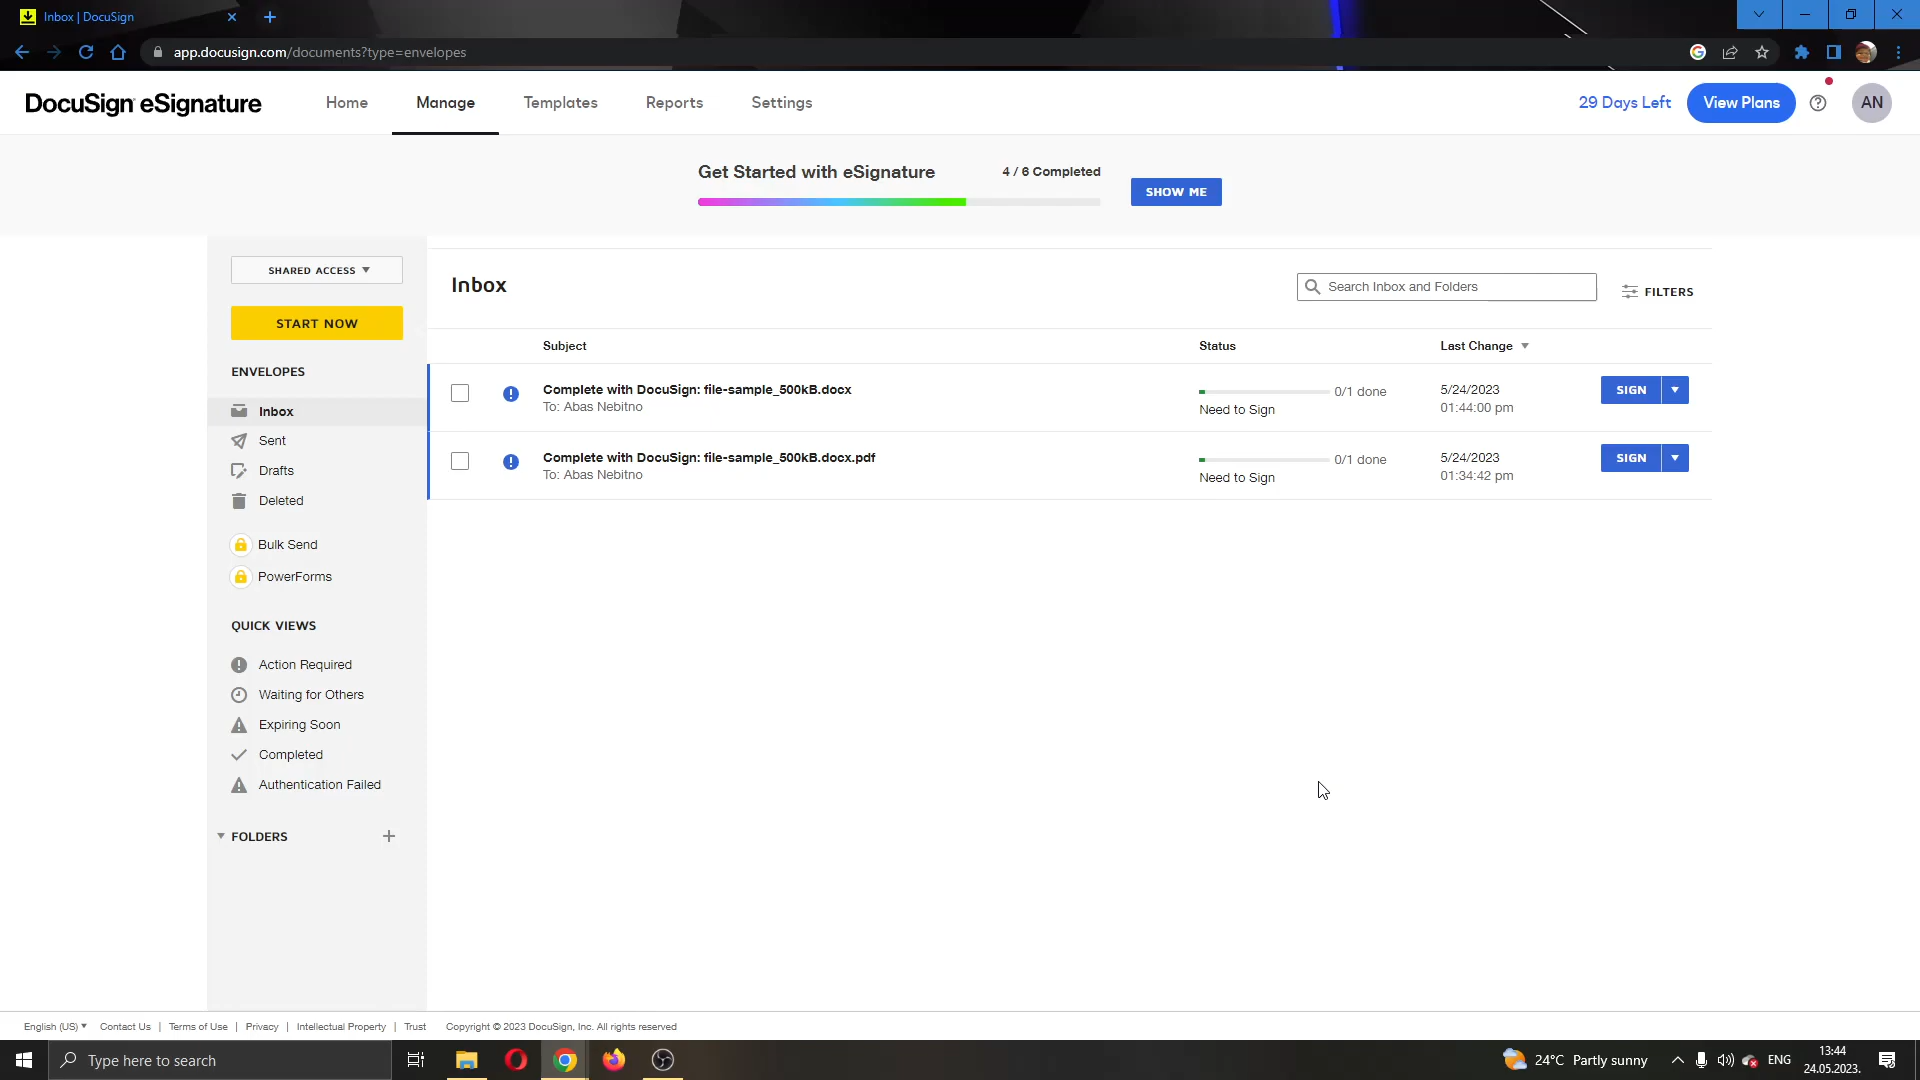 Inbox | DocuSign
app.docusign.com/documents?type=envelopes
DocuSign eSignature
Home
Manage
Templates
Reports
Settings
29 Days Left
View Plans
AN
Get Started with eSignature
4 / 6 Completed
SHOW ME
SHARED ACCESS
START NOW
ENVELOPES
Inbox
Sent
Drafts
Deleted
Bulk Send
PowerForms
QUICK VIEWS
Action Required
Waiting for Others
Expiring Soon
Completed
Authentication Failed
FOLDERS
Inbox
Search Inbox and Folders
FILTERS
Subject
Status
Last Change
Complete with DocuSign: file-sample_500kB.docx
To: Abas Nebitno
0/1 done
Need to Sign
5/24/2023
01:44:00 pm
SIGN
Complete with DocuSign: file-sample_500kB.docx.pdf
To: Abas Nebitno
0/1 done
Need to Sign
5/24/2023
01:34:42 pm
SIGN
English (US) Contact Us | Terms of Use | Privacy | Intellectual Property | Trust Copyright © 2023 DocuSign, Inc. All rights reserved
Type here to search
24°C Partly sunny
ENG
13:44
24.05.2023.